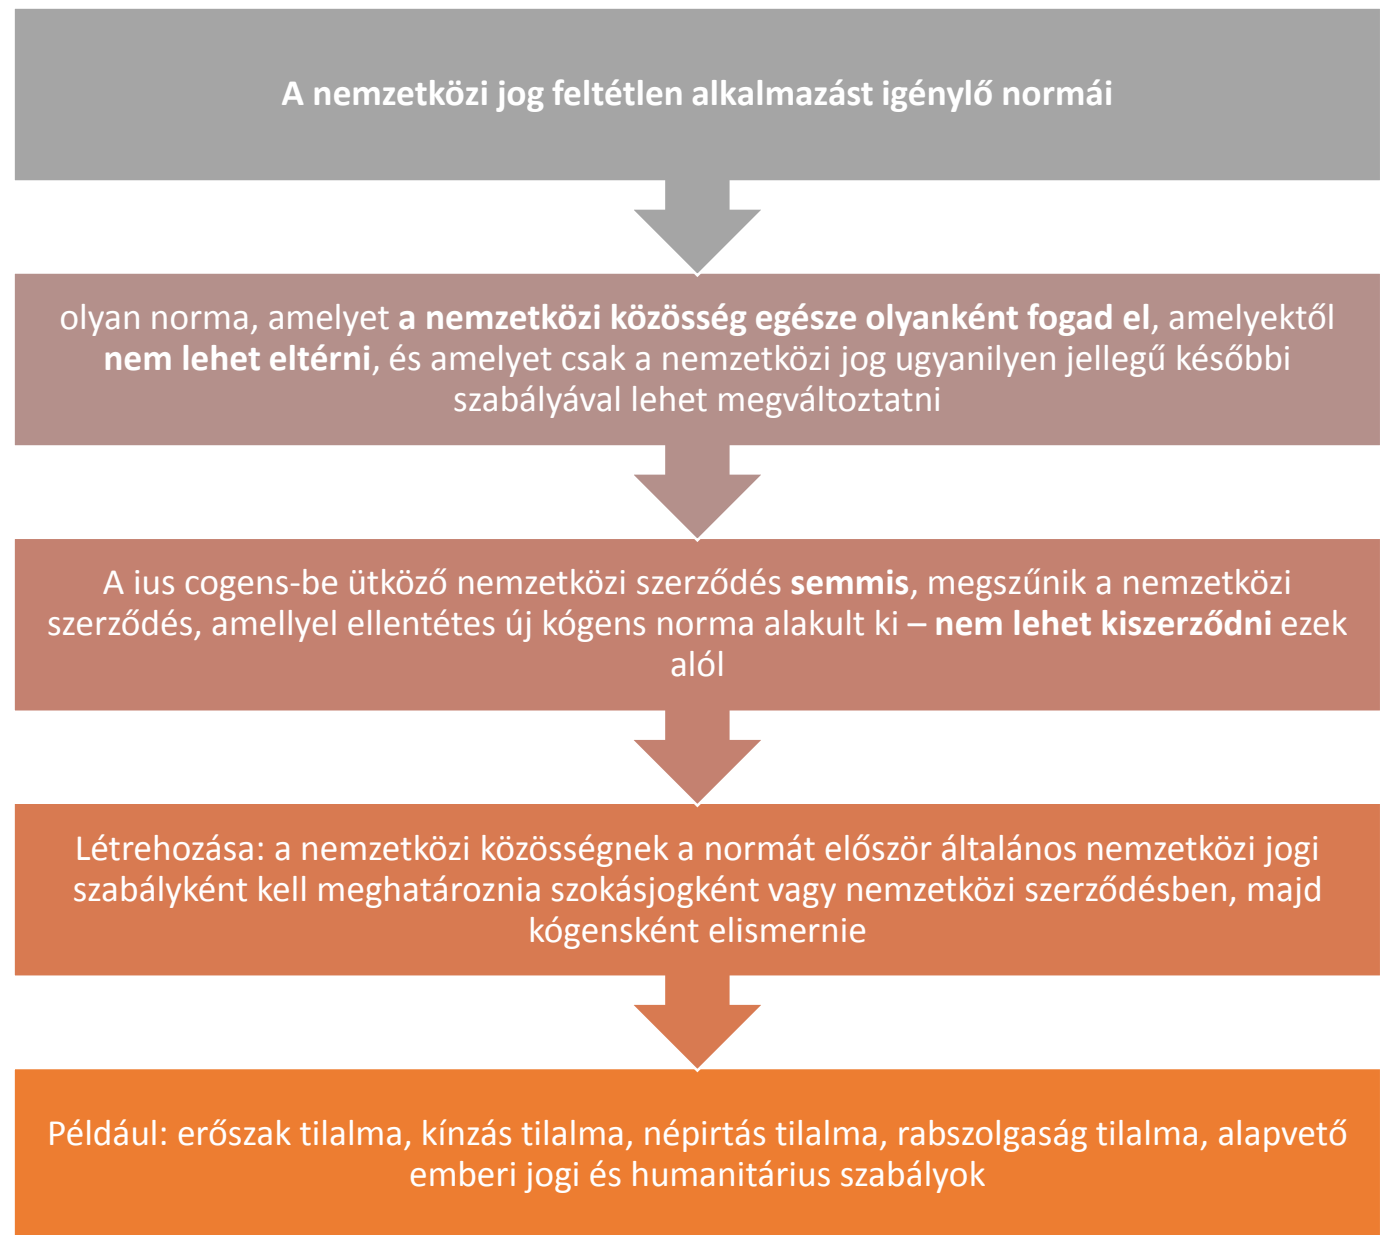 A nemzetközi jog feltétlen alkalmazást igénylő normái
olyan norma, amelyet a nemzetközi közösség egésze olyanként fogad el, amelyektől
nem lehet eltérni, és amelyet csak a nemzetközi jog ugyanilyen jellegű későbbi
szabályával lehet megváltoztatni
A ius cogens-be ütköző nemzetközi szerződés semmis, megszűnik a nemzetközi
szerződés, amellyel ellentétes új kógens norma alakult ki – nem lehet kiszerződni ezek
alól
Létrehozása: a nemzetközi közösségnek a normát először általános nemzetközi jogi
szabályként kell meghatároznia szokásjogként vagy nemzetközi szerződésben, majd
kógensként elismernie
Például: erőszak tilalma, kínzás tilalma, népirtás tilalma, rabszolgaság tilalma, alapvető
emberi jogi és humanitárius szabályok